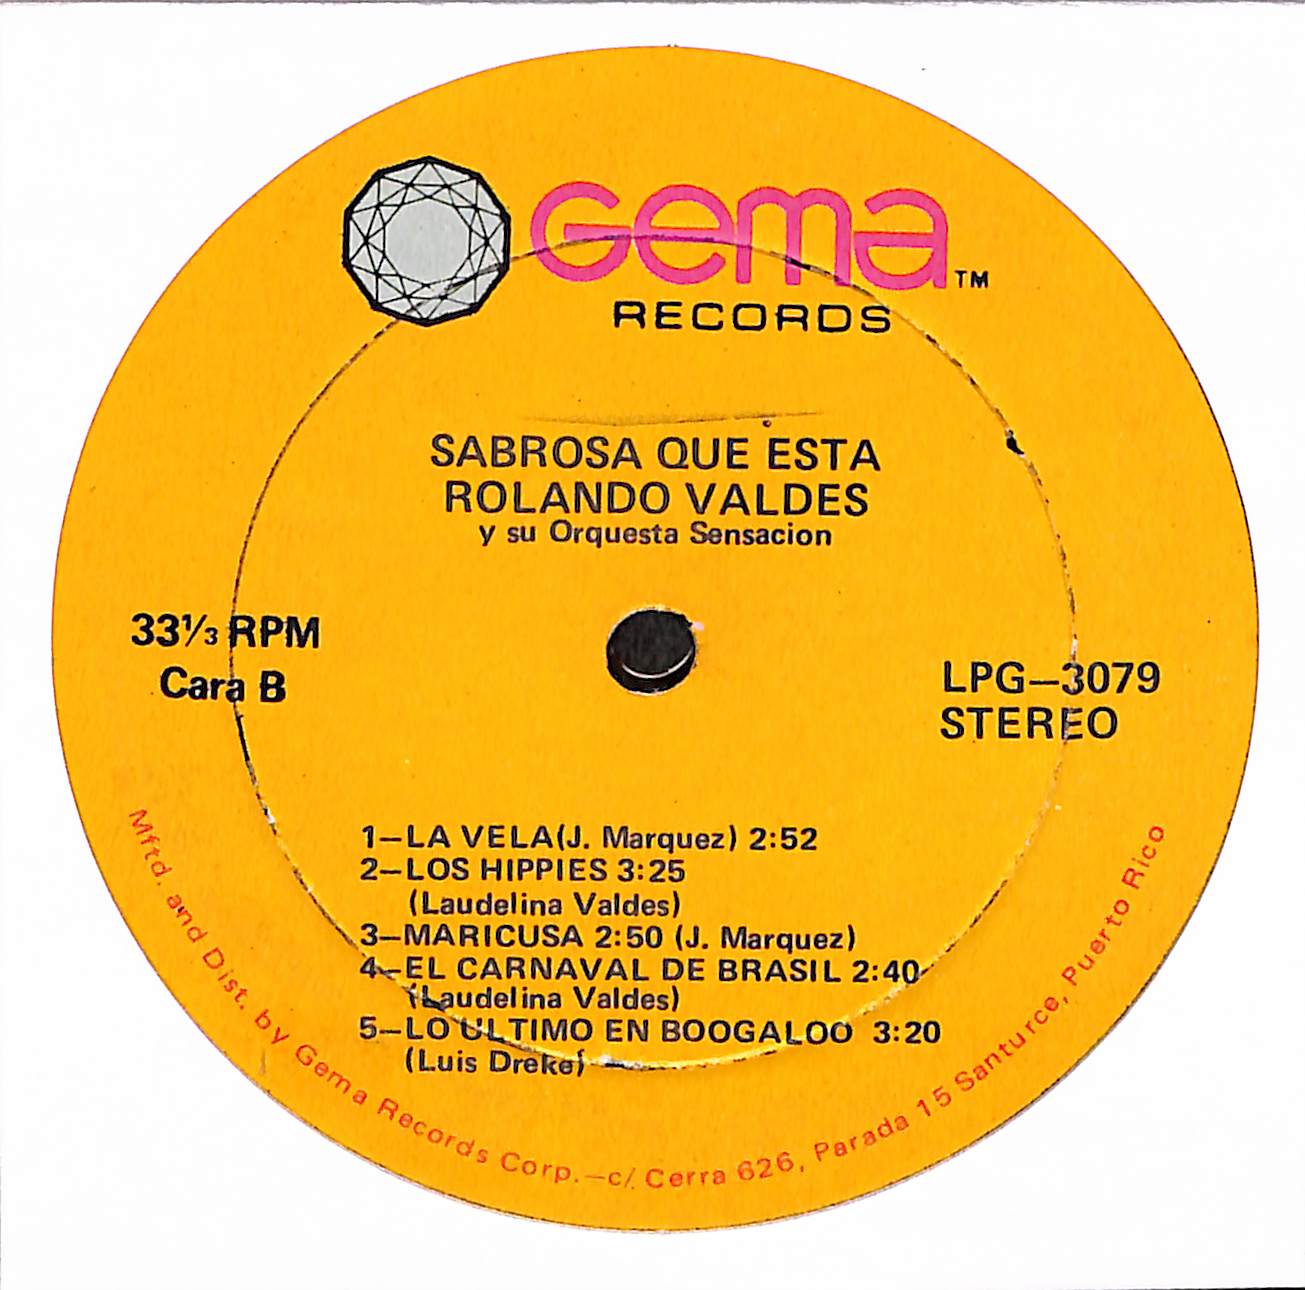 Gema TM
RECORDS
SABROSA QUE ESTA
ROLANDO VALDES
y su Orquesta Sensacion
33⅓ RPM
Cara B
LPG—3079
STEREO
1—LA VELA(J. Marquez) 2:52
2—LOS HIPPIES 3:25
(Laudelina Valdes)
3—MARICUSA 2:50 (J. Marquez)
4—EL CARNAVAL DE BRASIL 2:40
(Laudelina Valdes)
5—LO ULTIMO EN BOOGALOO 3:20
(Luis Dreke)
Mftd. and Dist. by Gema Records Corp.—c/. Cerra 626, Parada 15 Santurce, Puerto Rico